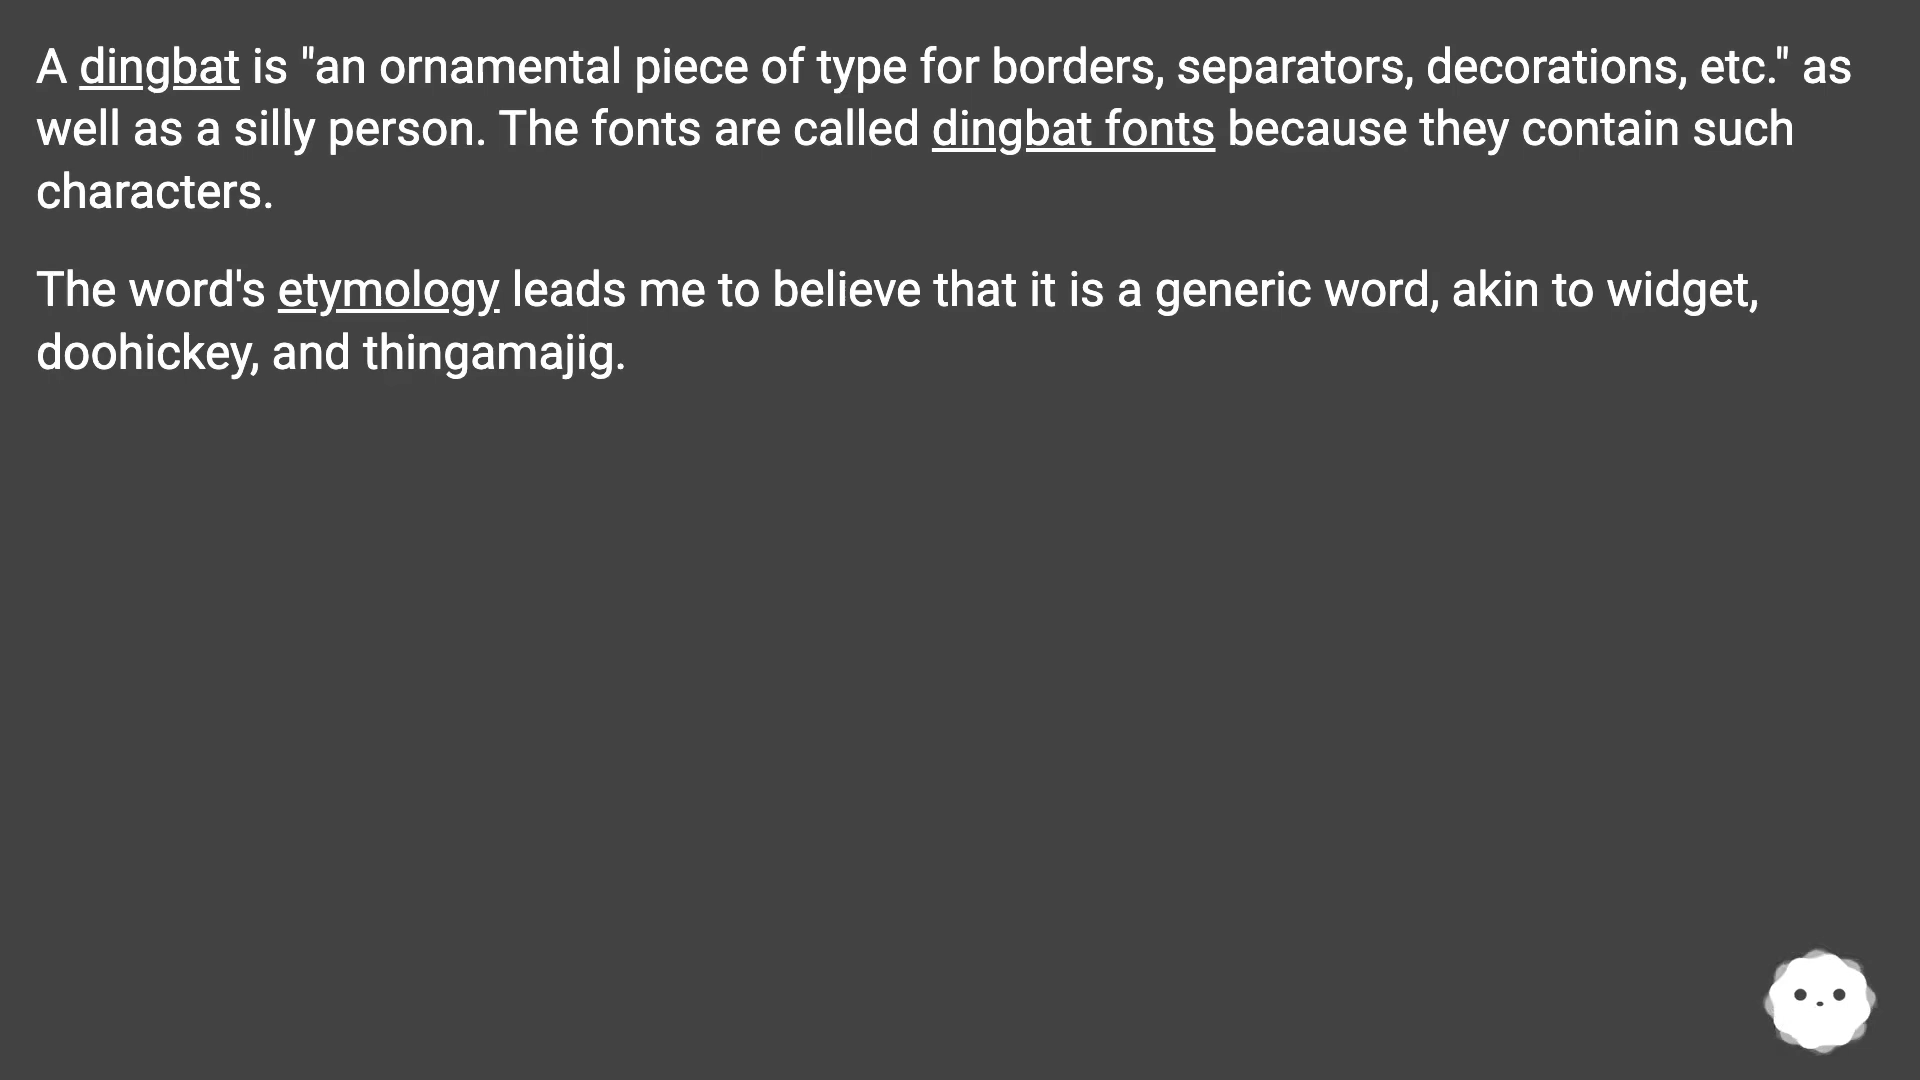 A dingbat is "an ornamental piece of type for borders, separators, decorations, etc." as
well as a silly person. The fonts are called dingbat fonts because they contain such
characters.
The word's etymology leads me to believe that it is a generic word, akin to widget,
doohickey, and thingamajig.